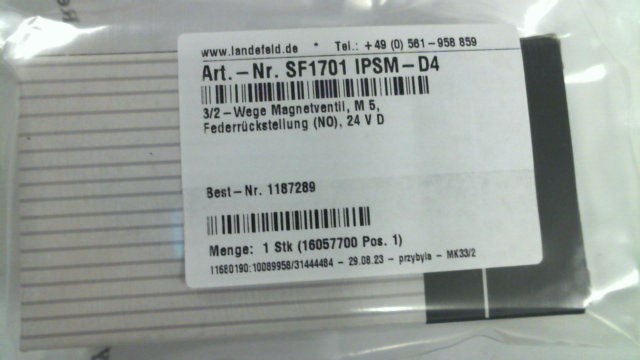 www.landefeld.de * Tel.: +49 (0) 561-958 859
Art.-Nr. SF1701 IPSM-D4
3/2-Wege Magnetventil, M 5,
Federrückstellung (NO), 24 V D
Best-Nr. 1187289
Menge: 1 Stk (16057700 Pos. 1)
11680190:10089958/31444484 - 29.08.23 - przybyla - MK33/2